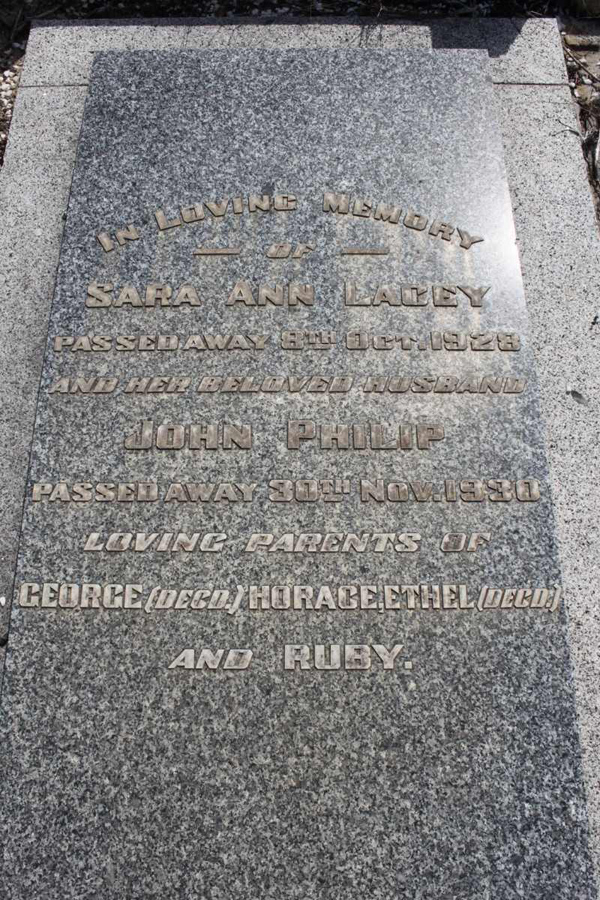 In Loving Memory
— OF —
SARA ANN LACEY
PASSED AWAY 8TH OCT. 1928
AND HER BELOVED HUSBAND
JOHN PHILIP
PASSED AWAY 30TH NOV. 1930
LOVING PARENTS OF
GEORGE (DECD.) HORACE, ETHEL (DECD.)
AND RUBY.